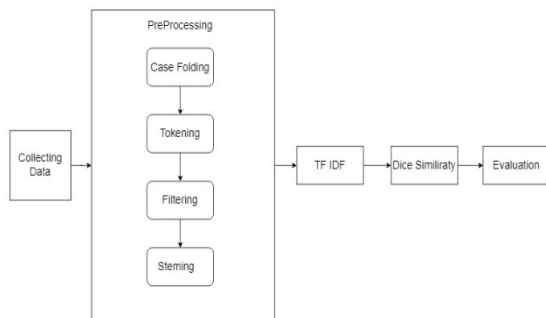 PreProcessing
Case Folding
Tokening
Filtering
Steming
Collecting
Data
TF IDF
Dice Similiraty
Evaluation